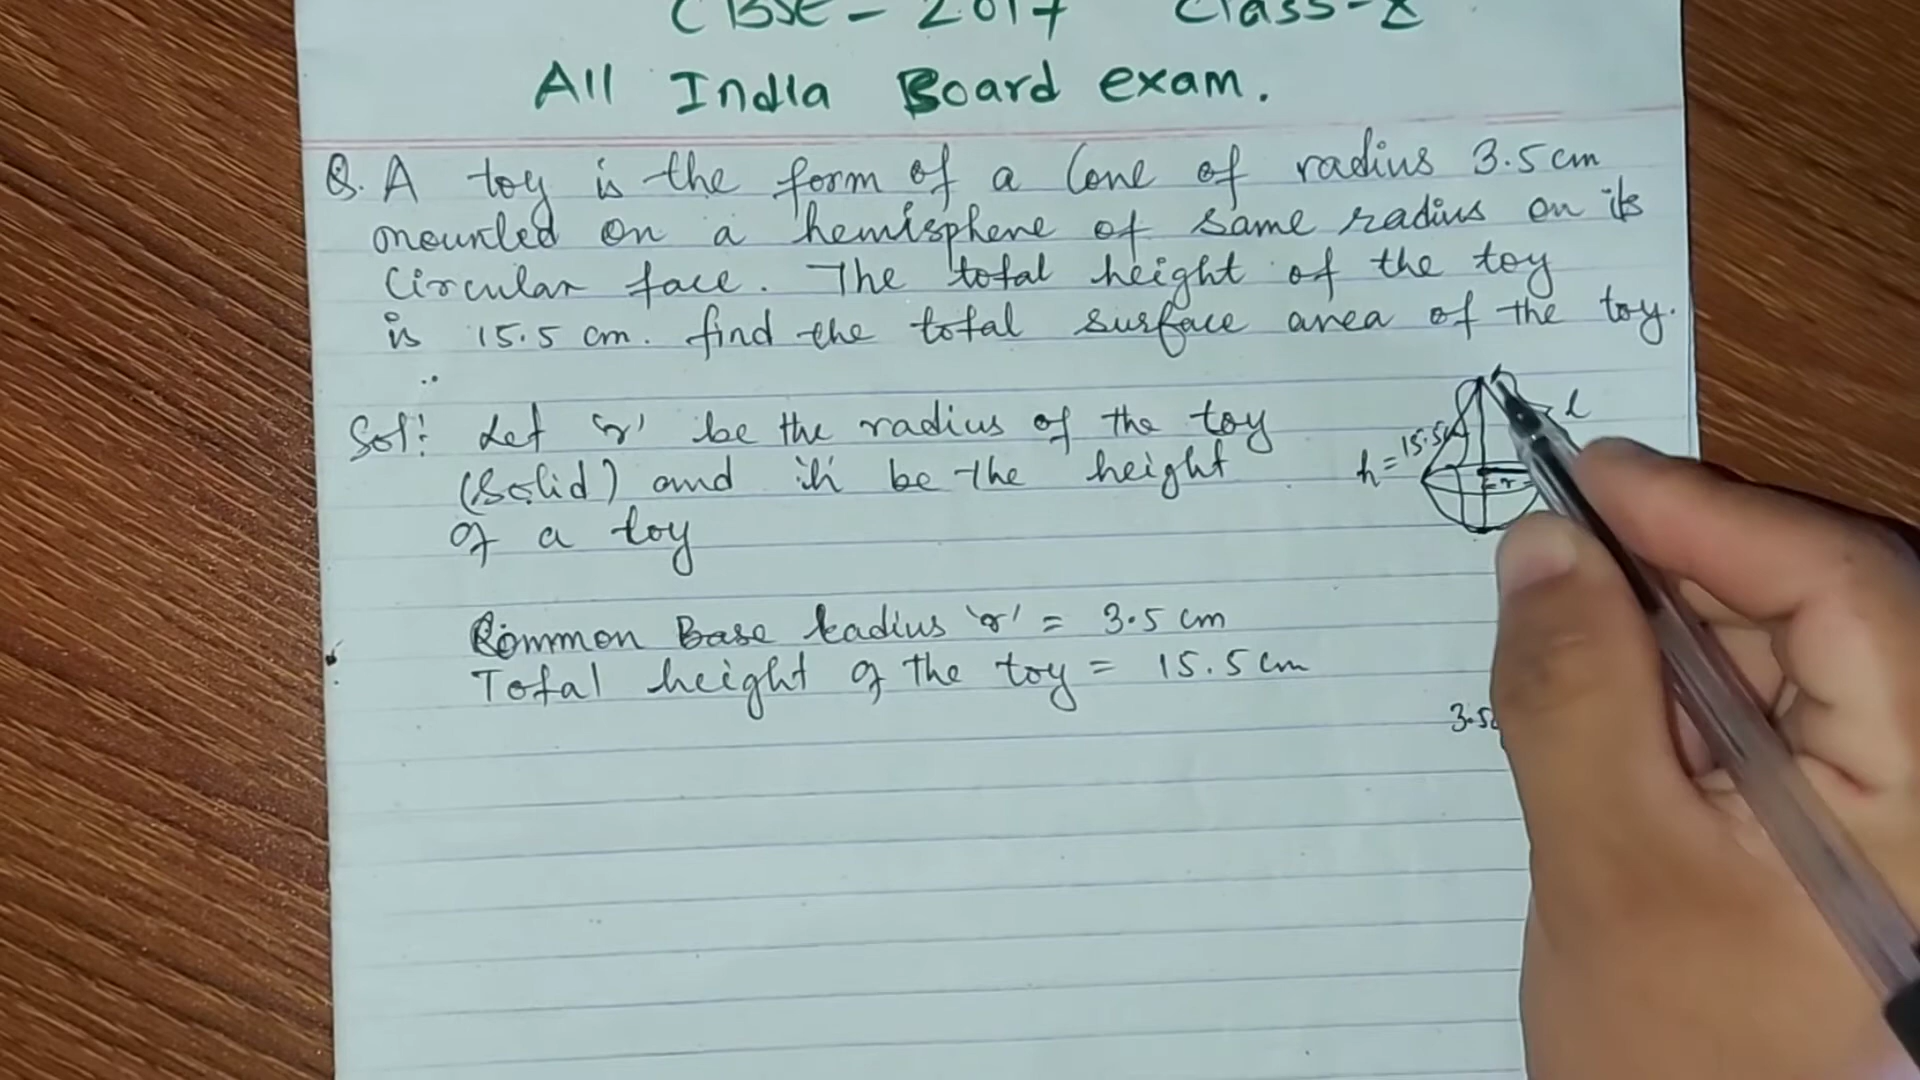 CBSE - 2017 Class-X
All India Board exam.
Q. A toy is the form of a Cone of radius 3.5 cm
mounted on a hemisphere of same radius on its
Circular face. The total height of the toy
is 15.5 cm. find the total surface area of the toy.
Sol: Let 'r' be the radius of the toy
(Solid) and 'h' be the height
of a toy
l
h = 15.5
r
Common Base radius 'r' = 3.5 cm
Total height of the toy = 15.5 cm
3.5